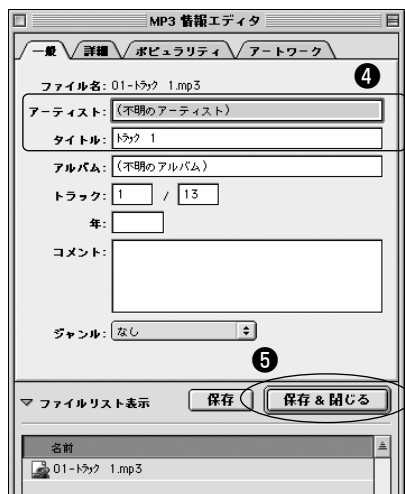 MP3 情報エディタ
一般 詳細 ポピュラリティ アートワーク
ファイル名: 01-トラック 1.mp3
❹
アーティスト: (不明のアーティスト)
タイトル: トラック 1
アルバム: (不明のアルバム)
トラック: 1 / 13
年:
コメント:
ジャンル: なし
❺
▽ ファイルリスト表示 保存 保存 & 閉じる
名前
01-トラック 1.mp3